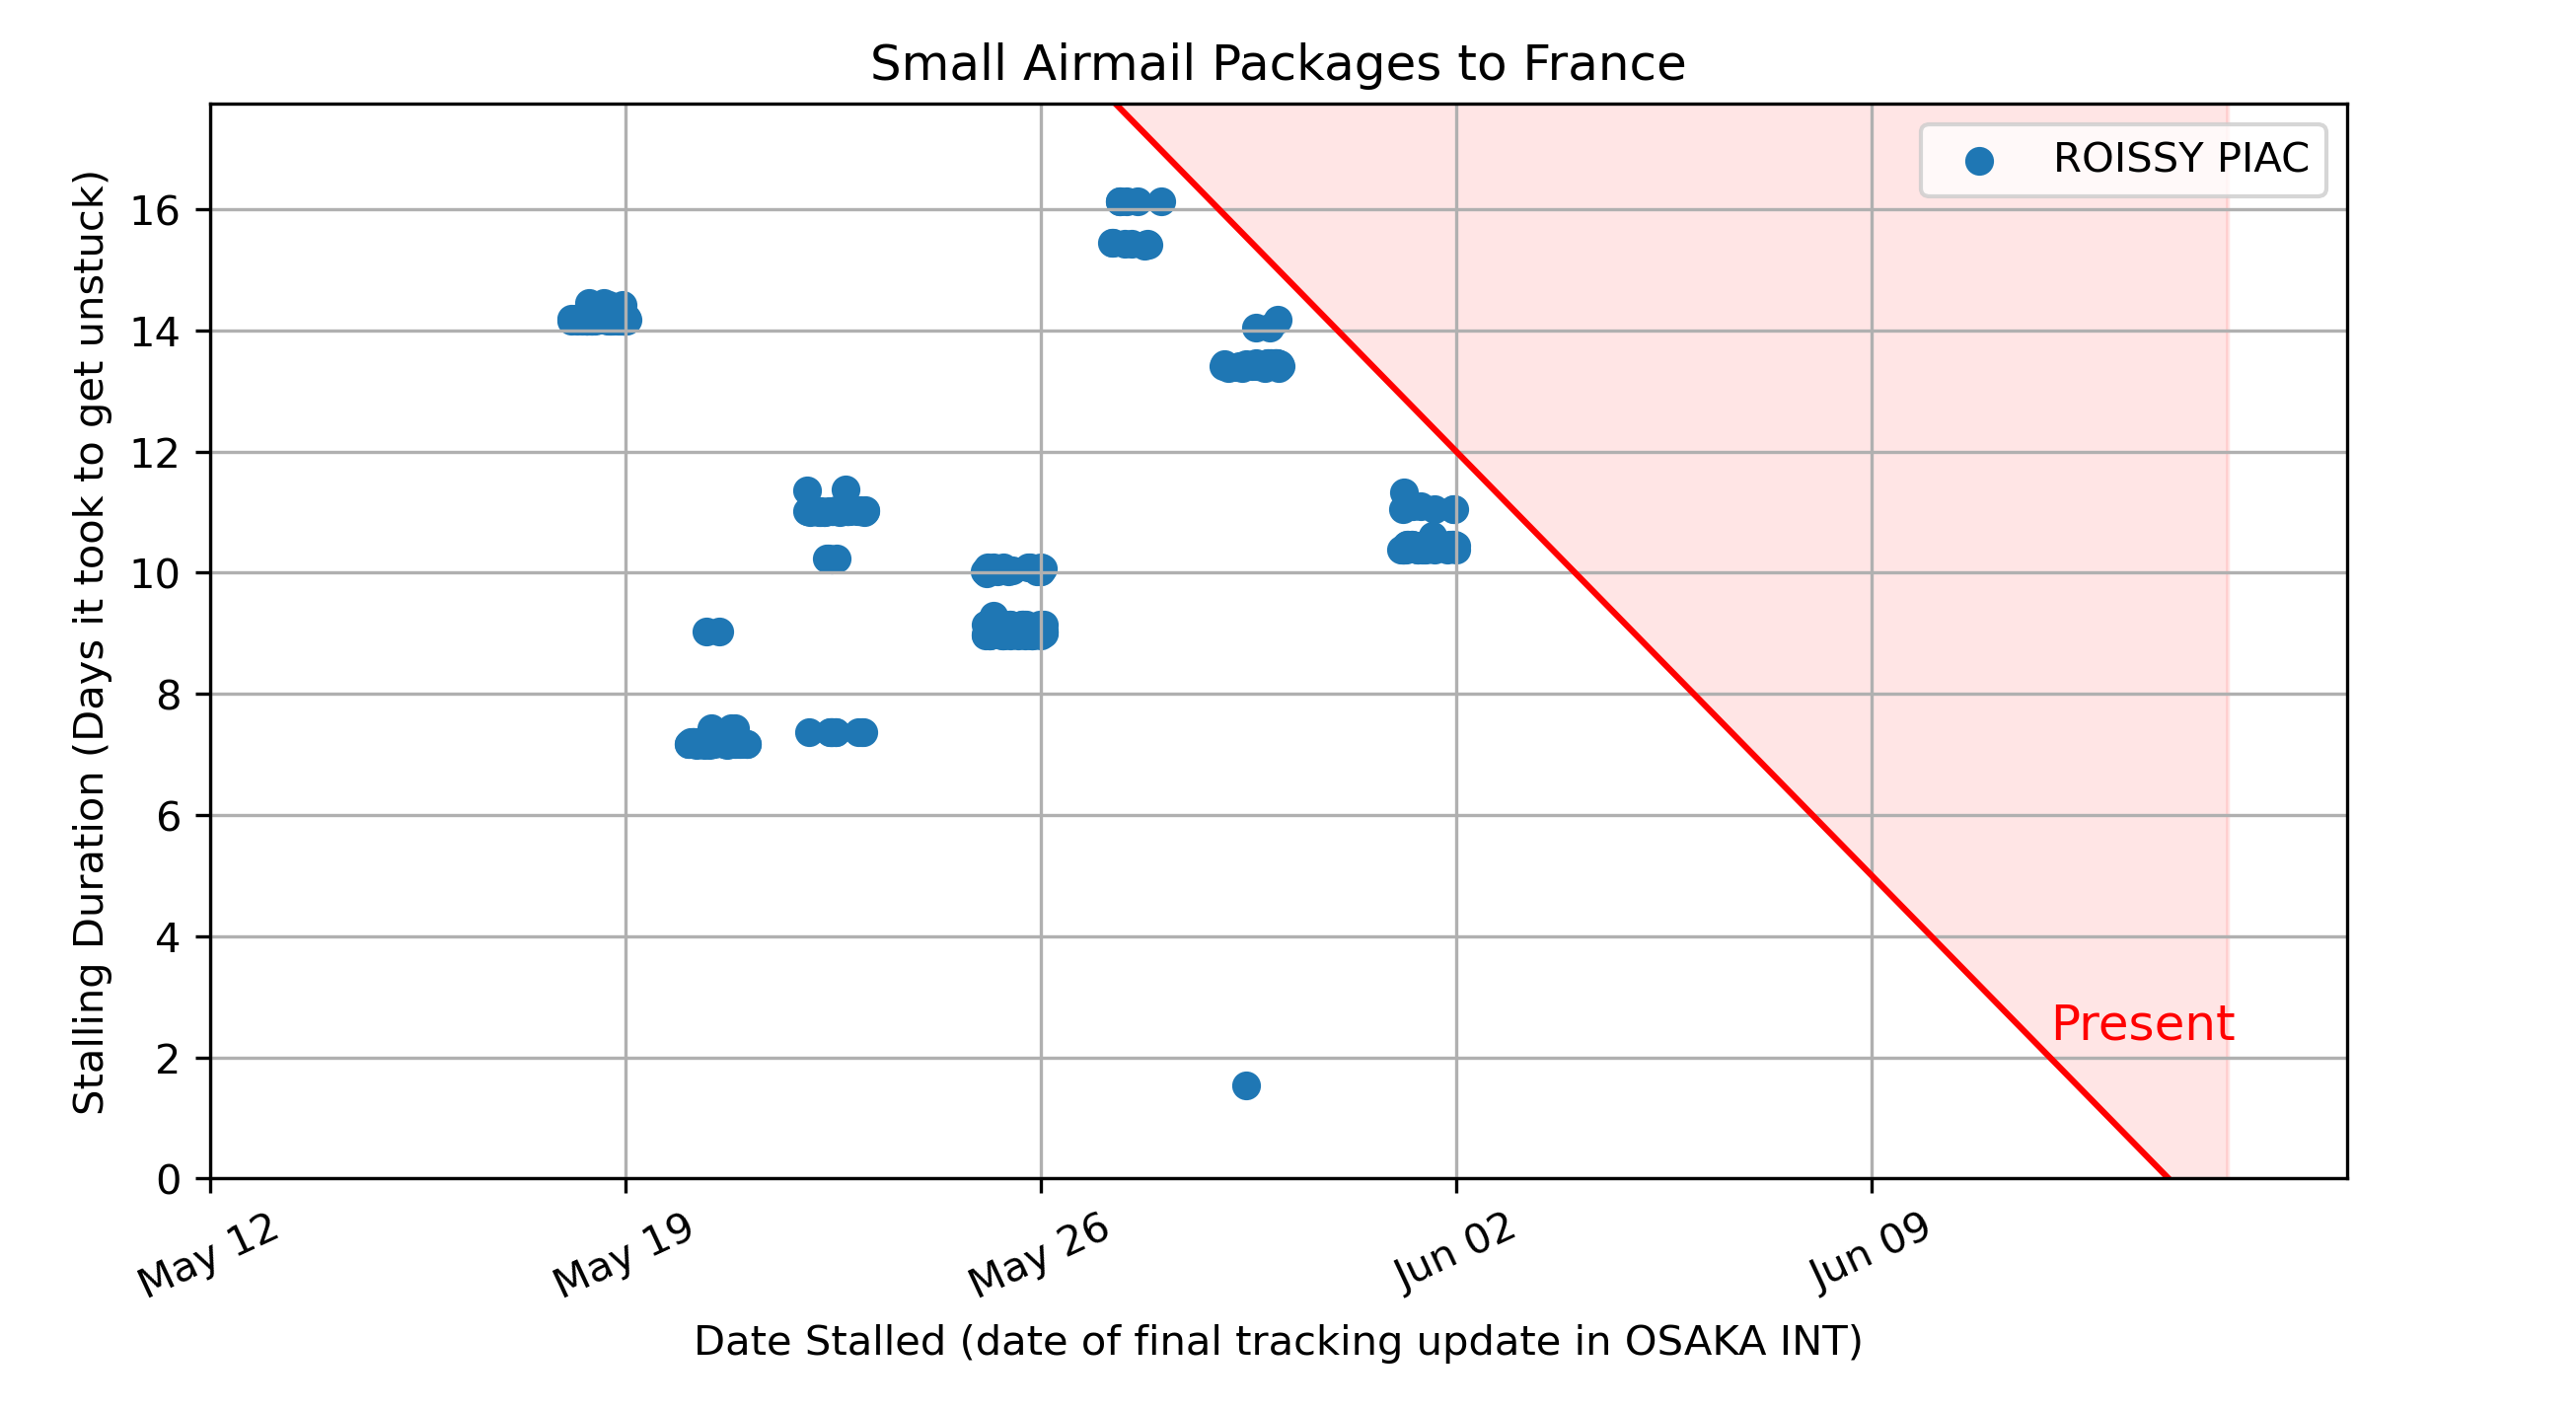 Small Airmail Packages to France
ROISSY PIAC
Stalling Duration (Days it took to get unstuck)
16
14
12
10
8
6
4
2
0
Present
May 12
May 19
May 26
Jun 02
Jun 09
Date Stalled (date of final tracking update in OSAKA INT)